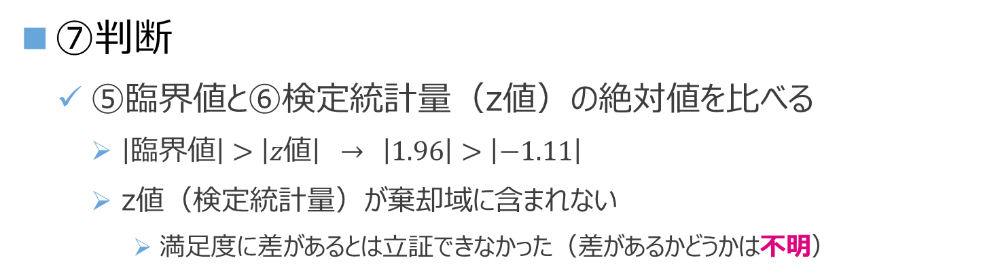 ■ ⑦判断
✓ ⑤臨界値と⑥検定統計量（z値）の絶対値を比べる
➢ |臨界値| > |z値| → |1.96| > |−1.11|
➢ z値（検定統計量）が棄却域に含まれない
➢ 満足度に差があるとは立証できなかった（差があるかどうかは不明）